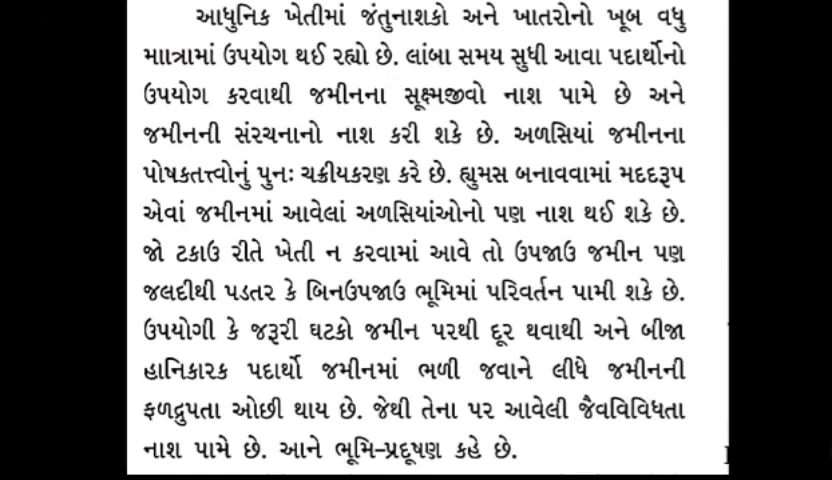 આધુનિક ખેતીમાં જંતુનાશકો અને ખાતરોનો ખૂબ વધુ
માાત્રામાં ઉપયોગ થઈ રહ્યો છે. લાંબા સમય સુધી આવા પદાર્થોનો
ઉપયોગ કરવાથી જમીનના સૂક્ષ્મજીવો નાશ પામે છે અને
જમીનની સંરચનાનો નાશ કરી શકે છે. અળસિયાં જમીનના
પોષકતત્ત્વોનું પુનઃ ચક્રીયકરણ કરે છે. હ્યુમસ બનાવવામાં મદદરૂપ
એવાં જમીનમાં આવેલાં અળસિયાંઓનો પણ નાશ થઈ શકે છે.
જો ટકાઉ રીતે ખેતી ન કરવામાં આવે તો ઉપજાઉ જમીન પણ
જલદીથી પડતર કે બિનઉપજાઉ ભૂમિમાં પરિવર્તન પામી શકે છે.
ઉપયોગી કે જરૂરી ઘટકો જમીન પરથી દૂર થવાથી અને બીજા
હાનિકારક પદાર્થો જમીનમાં ભળી જવાને લીધે જમીનની
ફળદ્રુપતા ઓછી થાય છે. જેથી તેના પર આવેલી જૈવવિવિધતા
નાશ પામે છે. આને ભૂમિ-પ્રદૂષણ કહે છે.